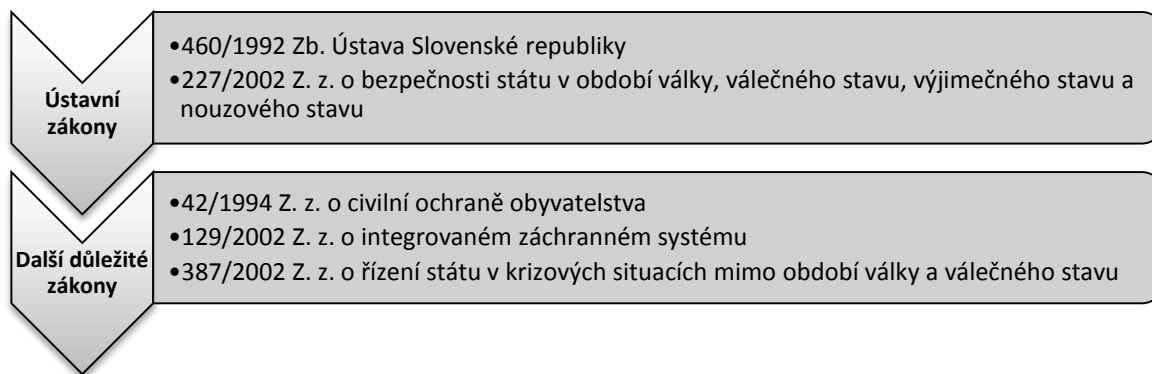 Ústavní
zákony
•460/1992 Zb. Ústava Slovenské republiky
•227/2002 Z. z. o bezpečnosti státu v období války, válečného stavu, výjimečného stavu a
nouzového stavu
Další důležité
zákony
•42/1994 Z. z. o civilní ochraně obyvatelstva
•129/2002 Z. z. o integrovaném záchranném systému
•387/2002 Z. z. o řízení státu v krizových situacích mimo období války a válečného stavu